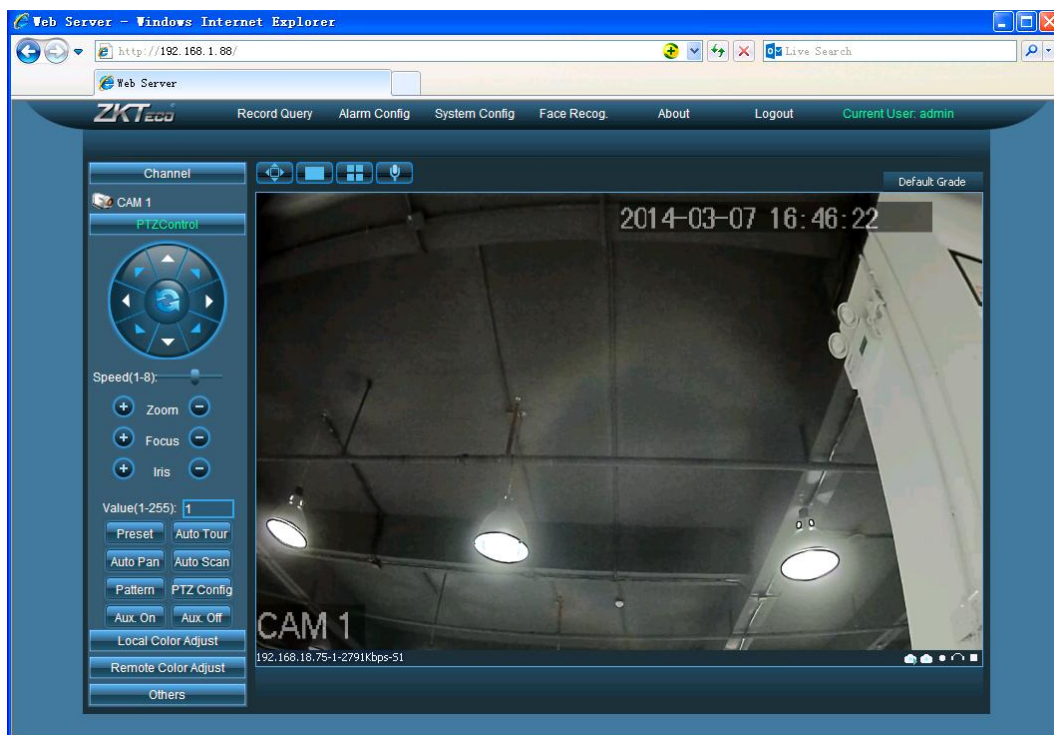 Web Server - Windows Internet Explorer
http://192.168.1.88/
Live Search
Web Server
ZKTeco
Record Query Alarm Config System Config Face Recog. About Logout Current User: admin
Channel
Default Grade
CAM 1
2014-03-07 16:46:22
PTZControl
Speed(1-8):
Zoom
Focus
Iris
Value(1-255): 1
Preset Auto Tour
Auto Pan Auto Scan
Pattern PTZ Config
Aux. On Aux. Off
CAM 1
Local Color Adjust
192.168.18.75-1-2791Kbps-S1
Remote Color Adjust
Others